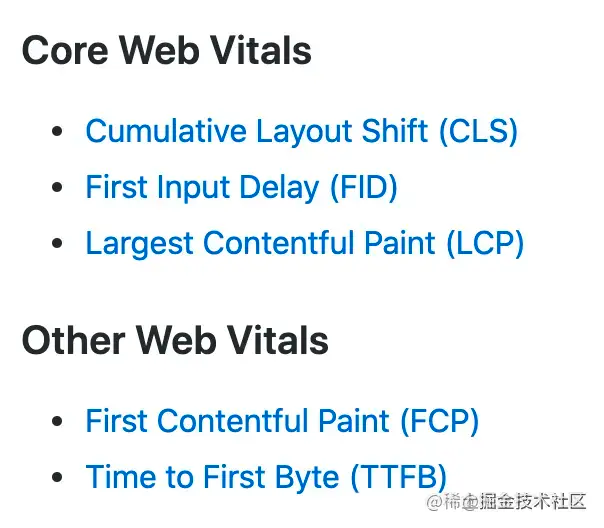 Core Web Vitals
Cumulative Layout Shift (CLS)
First Input Delay (FID)
Largest Contentful Paint (LCP)
Other Web Vitals
First Contentful Paint (FCP)
Time to First Byte (TTFB)
@稀土掘金技术社区